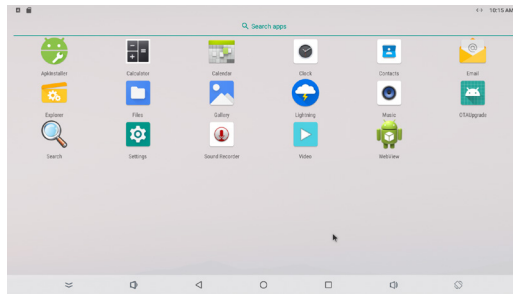 10:15 AM
Search apps
ApkInstaller
Calculator
Calendar
Clock
Contacts
Email
Explorer
Files
Gallery
Lightning
Music
OTAUpgrade
Search
Settings
Sound Recorder
Video
WebView